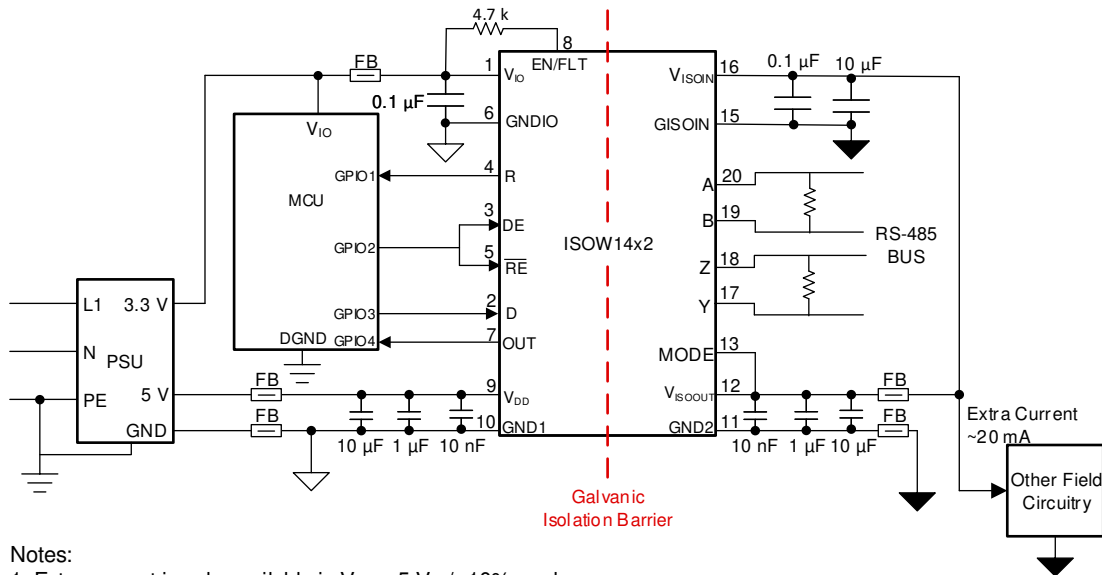 4.7 k
8
EN/FLT
FB
1
V_IO
0.1 µF
6
GNDIO
V_IO
MCU
GPIO1
4
R
3
DE
GPIO2
5
RE
GPIO3
2
D
DGND
GPIO4
7
OUT
ISOW14x2
16
V_ISOIN
0.1 µF
10 µF
15
GISOIN
20
A
19
B
RS-485
BUS
18
Z
17
Y
13
MODE
12
V_ISOOUT
FB
11
GND2
FB
10 nF
1 µF
10 µF
L1
3.3 V
N
PSU
PE
5 V
GND
FB
FB
9
V_DD
10
GND1
10 µF
1 µF
10 nF
Galvanic
Isolation Barrier
Extra Current
~20 mA
Other Field
Circuitry
Notes: